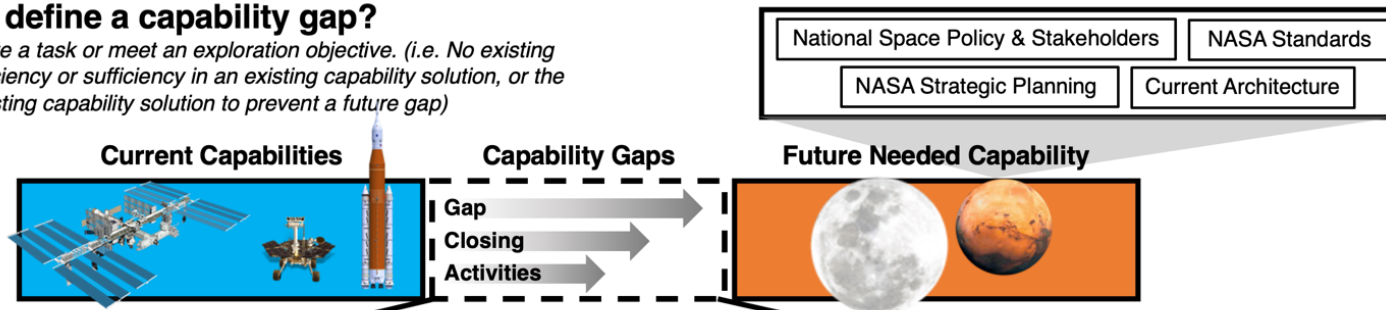 define a capability gap?
e a task or meet an exploration objective. (i.e. No existing
ciency or sufficiency in an existing capability solution, or the
sting capability solution to prevent a future gap)
National Space Policy & Stakeholders
NASA Standards
NASA Strategic Planning
Current Architecture
Current Capabilities
Capability Gaps
Future Needed Capability
Gap
Closing
Activities